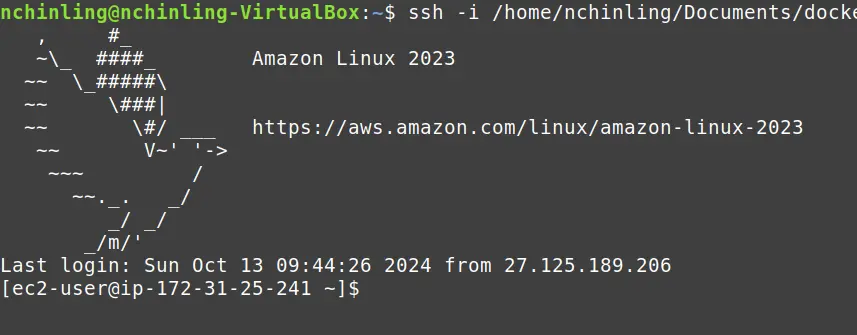 nchinling@nchinling-VirtualBox:~$ ssh -i /home/nchinling/Documents/docke
   ,     #_
   ~\_  ####_        Amazon Linux 2023
  ~~  \_#####\
  ~~     \###|
  ~~       \#/ ___   https://aws.amazon.com/linux/amazon-linux-2023
   ~~       V~' '->
    ~~~         /
      ~~._.   _/
         _/ _/
       _/m/'
Last login: Sun Oct 13 09:44:26 2024 from 27.125.189.206
[ec2-user@ip-172-31-25-241 ~]$